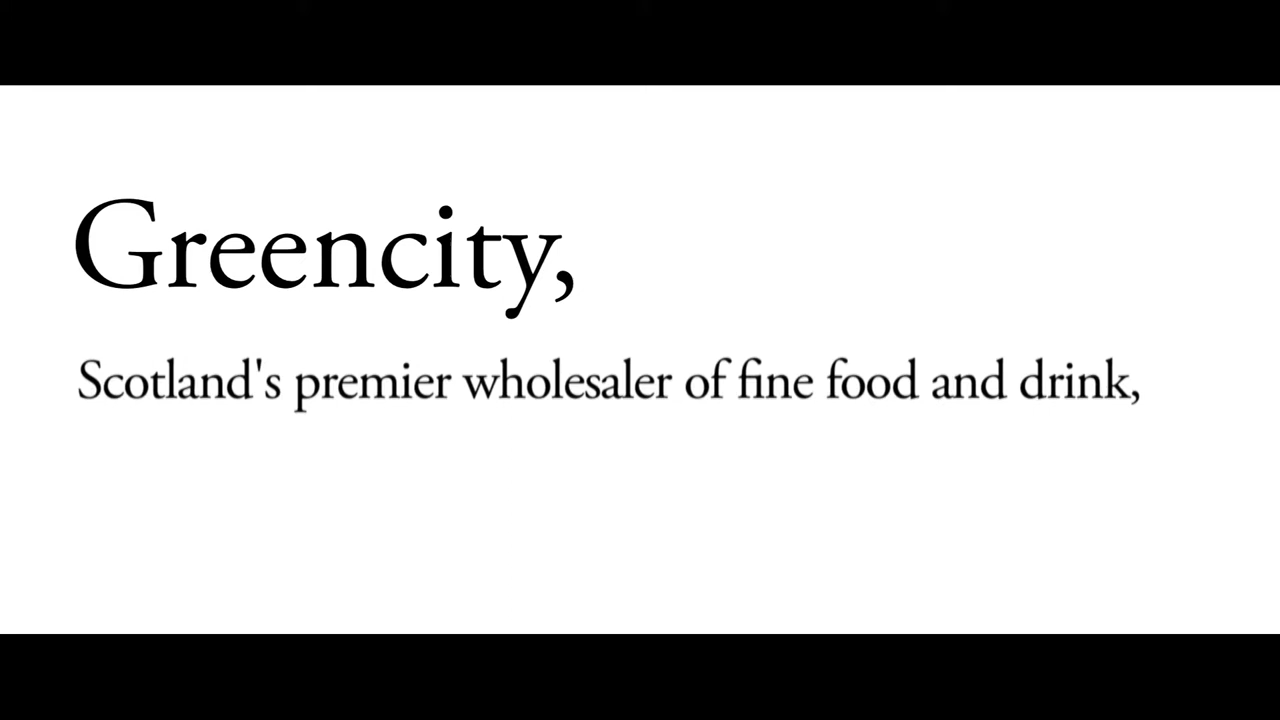 Greencity,
Scotland's premier wholesaler of fine food and drink,